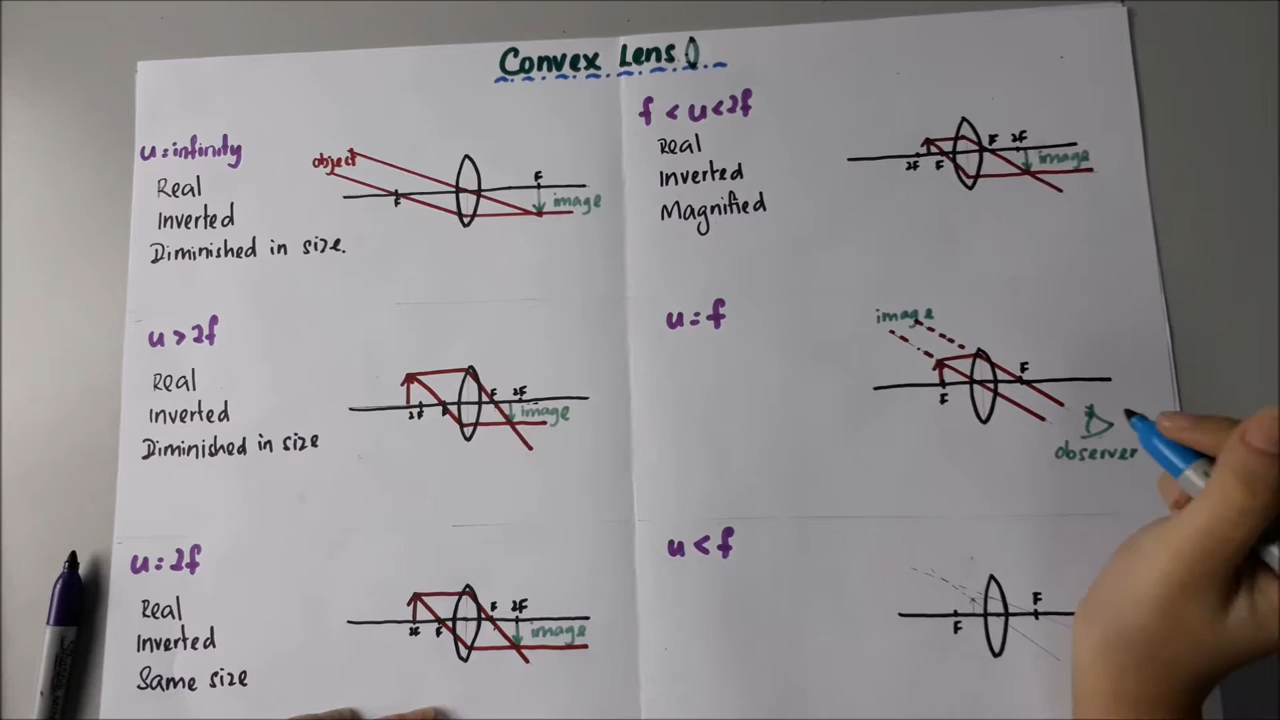 Convex Lens
u=infinity
Real
Inverted
Diminished in size.
object
F
F
image
u>2f
Real
Inverted
Diminished in size
2F
F
F
2F
image
u=2f
Real
Inverted
Same size
2F
F
F
2F
image
f<u<2f
Real
Inverted
Magnified
2F
F
F
2F
image
u=f
image
F
F
observer
u<f
F
F